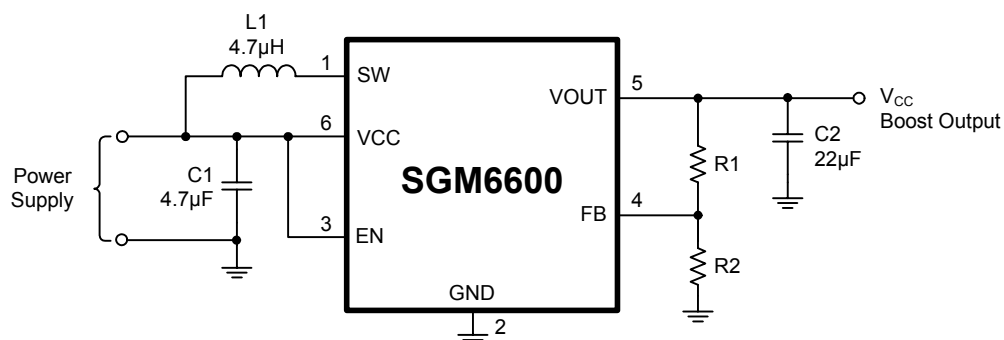 L1
4.7µH
1
SW
6
VCC
C1
4.7µF
3
EN
Power
Supply
SGM6600
GND
2
VOUT
5
FB
4
R1
R2
C2
22µF
VCC
Boost Output